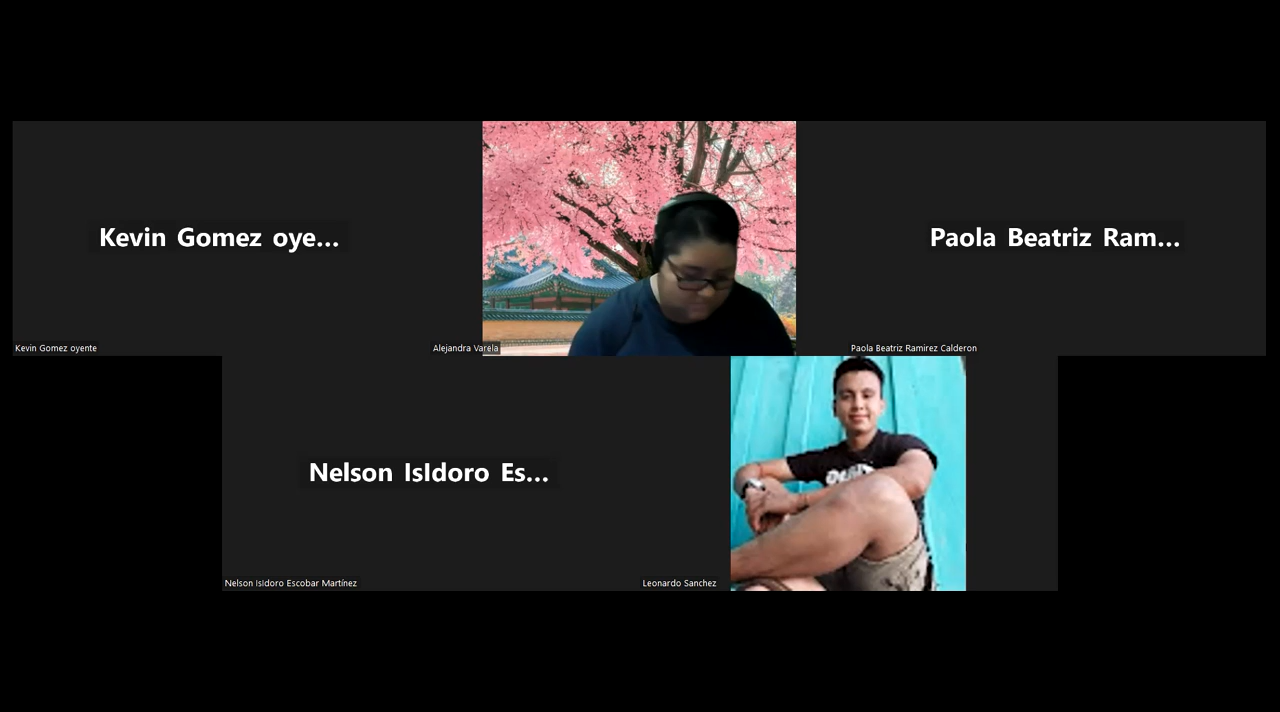 Kevin Gomez oye...
Kevin Gomez oyente
Alejandra Varela
Paola Beatriz Ram...
Paola Beatriz Ramirez Calderon
Nelson IsIdoro Es...
Nelson IsIdoro Escobar Martínez
Leonardo Sanchez